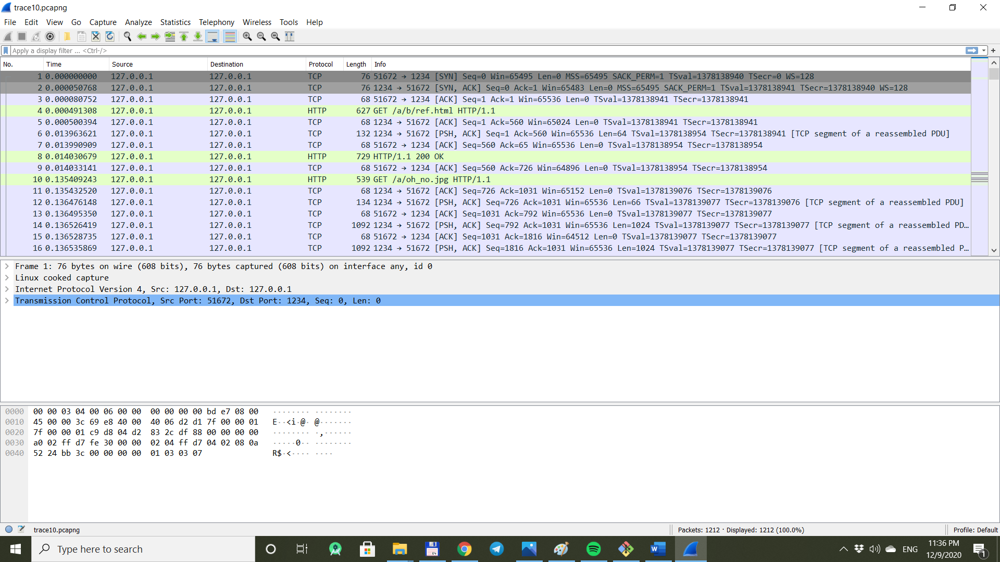 trace10.pcapng
File Edit View Go Capture Analyze Statistics Telephony Wireless Tools Help
Apply a display filter ... <Ctrl-/>
No. Time Source Destination Protocol Length Info
1 0.000000000 127.0.0.1 127.0.0.1 TCP 76 51672 → 1234 [SYN] Seq=0 Win=65495 Len=0 MSS=65495 SACK_PERM=1 TSval=1378138940 TSecr=0 WS=128
2 0.000050768 127.0.0.1 127.0.0.1 TCP 76 1234 → 51672 [SYN, ACK] Seq=0 Ack=1 Win=65483 Len=0 MSS=65495 SACK_PERM=1 TSval=1378138941 TSecr=1378138940 WS=128
3 0.000080752 127.0.0.1 127.0.0.1 TCP 68 51672 → 1234 [ACK] Seq=1 Ack=1 Win=65536 Len=0 TSval=1378138941 TSecr=1378138941
4 0.000491308 127.0.0.1 127.0.0.1 HTTP 627 GET /a/b/ref.html HTTP/1.1
5 0.000500394 127.0.0.1 127.0.0.1 TCP 68 1234 → 51672 [ACK] Seq=1 Ack=560 Win=65024 Len=0 TSval=1378138941 TSecr=1378138941
6 0.013963621 127.0.0.1 127.0.0.1 TCP 132 1234 → 51672 [PSH, ACK] Seq=1 Ack=560 Win=65536 Len=64 TSval=1378138954 TSecr=1378138941 [TCP segment of a reassembled PDU]
7 0.013990909 127.0.0.1 127.0.0.1 TCP 68 51672 → 1234 [ACK] Seq=560 Ack=65 Win=65536 Len=0 TSval=1378138954 TSecr=1378138954
8 0.014030679 127.0.0.1 127.0.0.1 HTTP 729 HTTP/1.1 200 OK
9 0.014033141 127.0.0.1 127.0.0.1 TCP 68 51672 → 1234 [ACK] Seq=560 Ack=726 Win=64896 Len=0 TSval=1378138954 TSecr=1378138954
10 0.135409243 127.0.0.1 127.0.0.1 HTTP 539 GET /a/oh_no.jpg HTTP/1.1
11 0.135432520 127.0.0.1 127.0.0.1 TCP 68 1234 → 51672 [ACK] Seq=726 Ack=1031 Win=65152 Len=0 TSval=1378139076 TSecr=1378139076
12 0.136476148 127.0.0.1 127.0.0.1 TCP 134 1234 → 51672 [PSH, ACK] Seq=726 Ack=1031 Win=65536 Len=66 TSval=1378139077 TSecr=1378139076 [TCP segment of a reassembled PDU]
13 0.136495350 127.0.0.1 127.0.0.1 TCP 68 51672 → 1234 [ACK] Seq=1031 Ack=792 Win=65536 Len=0 TSval=1378139077 TSecr=1378139077
14 0.136526419 127.0.0.1 127.0.0.1 TCP 1092 1234 → 51672 [PSH, ACK] Seq=792 Ack=1031 Win=65536 Len=1024 TSval=1378139077 TSecr=1378139077 [TCP segment of a reassembled PD…
15 0.136528735 127.0.0.1 127.0.0.1 TCP 68 51672 → 1234 [ACK] Seq=1031 Ack=1816 Win=64512 Len=0 TSval=1378139077 TSecr=1378139077
16 0.136535869 127.0.0.1 127.0.0.1 TCP 1092 1234 → 51672 [PSH, ACK] Seq=1816 Ack=1031 Win=65536 Len=1024 TSval=1378139077 TSecr=1378139077 [TCP segment of a reassembled P…
Frame 1: 76 bytes on wire (608 bits), 76 bytes captured (608 bits) on interface any, id 0
Linux cooked capture
Internet Protocol Version 4, Src: 127.0.0.1, Dst: 127.0.0.1
Transmission Control Protocol, Src Port: 51672, Dst Port: 1234, Seq: 0, Len: 0
0000 00 00 03 04 00 06 00 00 00 00 00 00 bd e7 08 00 ········ ········
0010 45 00 00 3c 69 e8 40 00 40 06 d2 d1 7f 00 00 01 E··<i·@· @·······
0020 7f 00 00 01 c9 d8 04 d2 83 2c df 88 00 00 00 00 ········ ·,······
0030 a0 02 ff d7 fe 30 00 00 02 04 ff d7 04 02 08 0a ·····0·· ········
0040 52 24 bb 3c 00 00 00 00 01 03 03 07 R$·<···· ····
trace10.pcapng
Packets: 1212 · Displayed: 1212 (100.0%)
Profile: Default
Type here to search
64
ENG
11:36 PM
12/9/2020
1